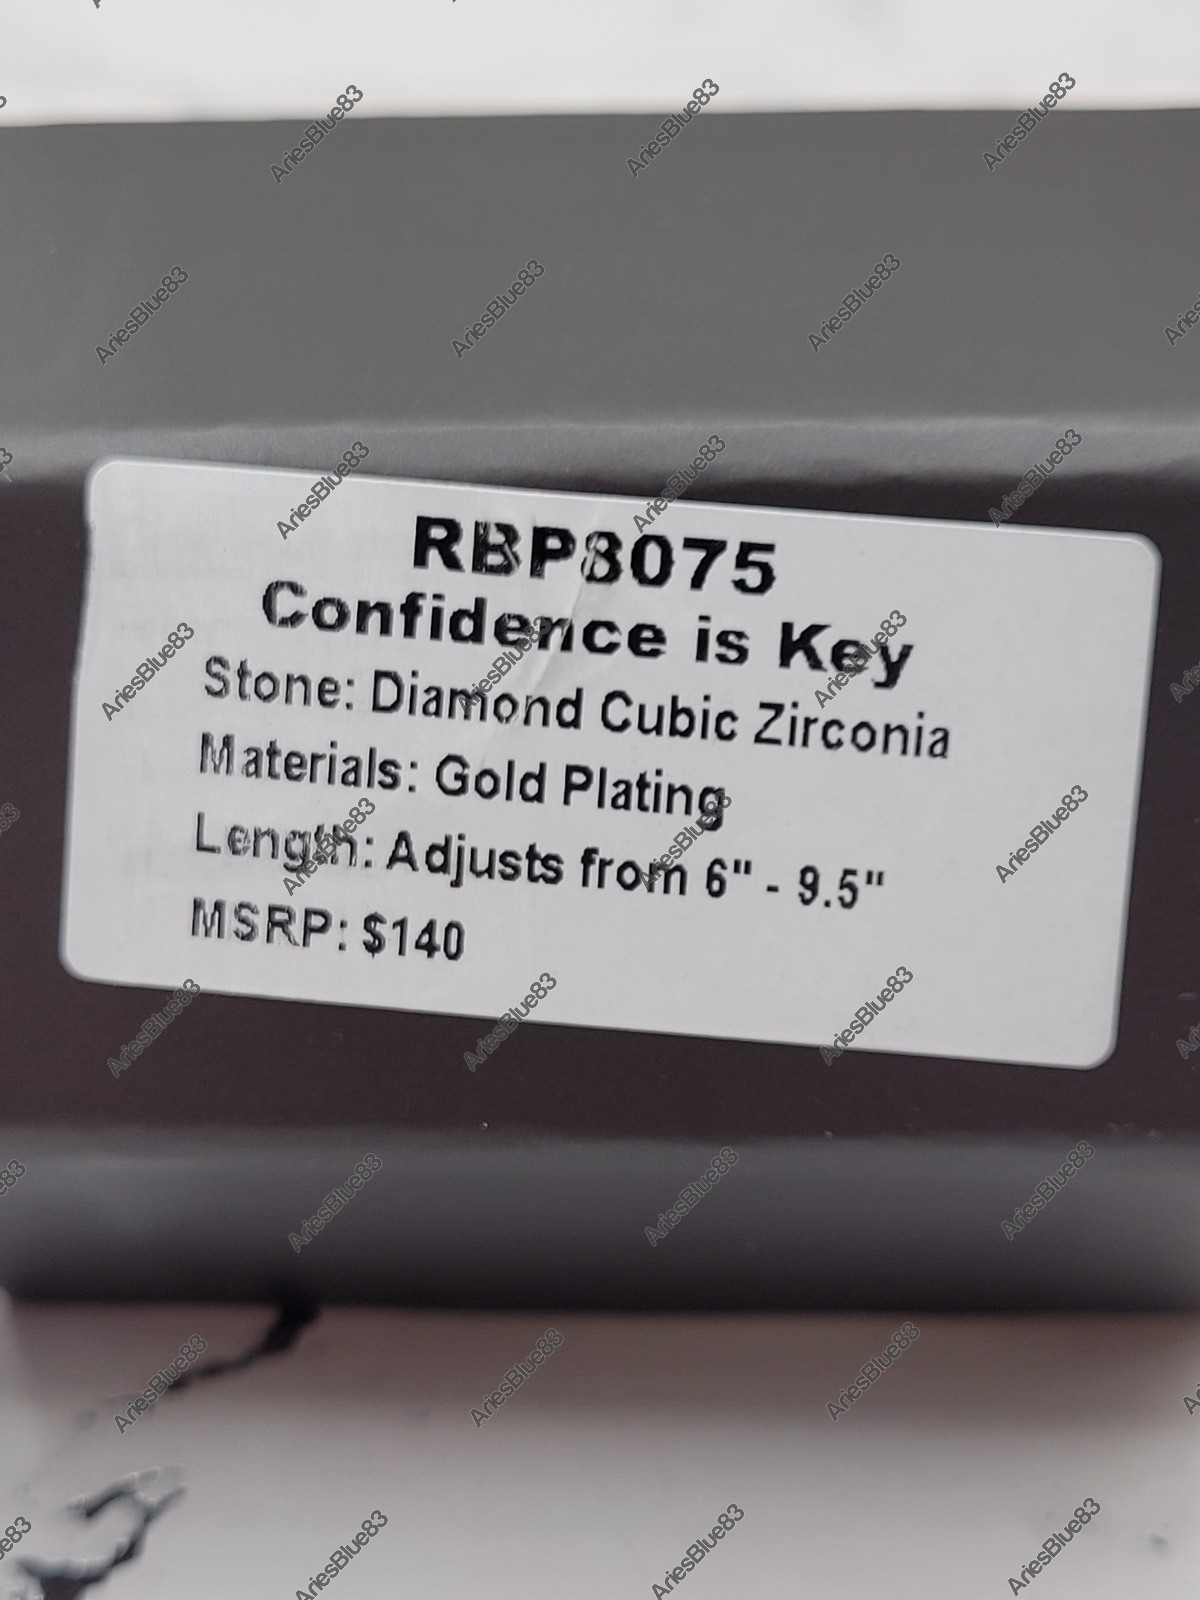 RBP8075
Confidence is Key
Stone: Diamond Cubic Zirconia
Materials: Gold Plating
Length: Adjusts from 6" - 9.5"
MSRP: $140
AriesBlue83